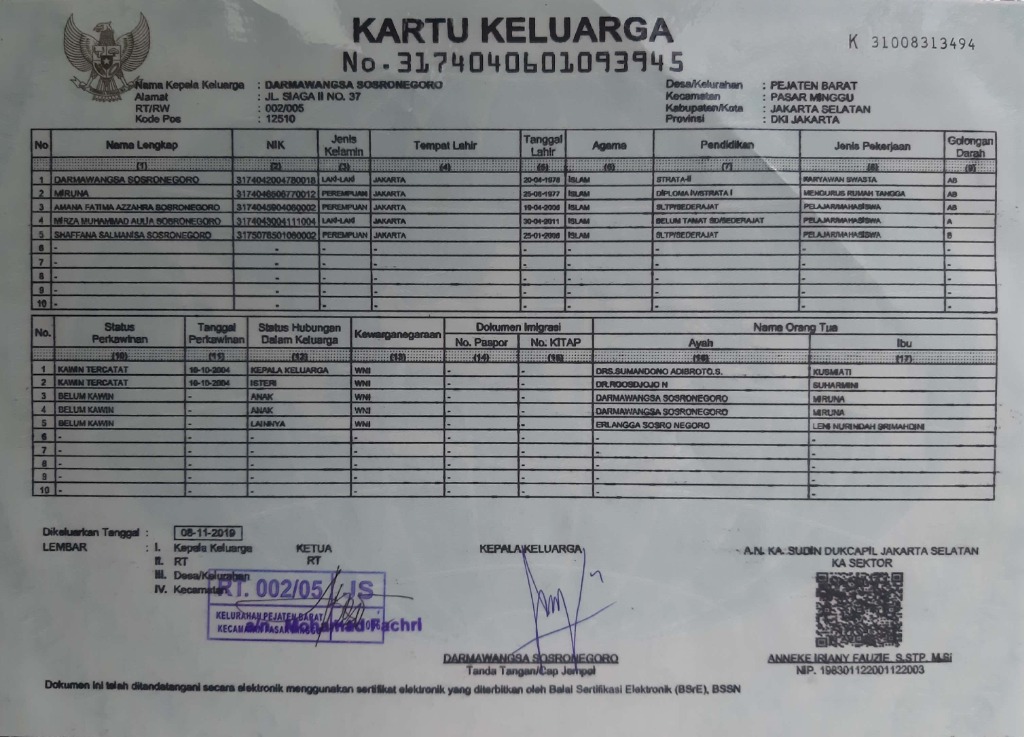 KARTU KELUARGA
No. 3174040601093945
K 31008313494
Nama Kepala Keluarga : DARMAWANGSA SOSRONEGORO
Alamat : JL. SIAGA II NO. 37
RT/RW : 002/005
Kode Pos : 12510
Desa/Kelurahan : PEJATEN BARAT
Kecamatan : PASAR MINGGU
Kabupaten/Kota : JAKARTA SELATAN
Provinsi : DKI JAKARTA
No Nama Lengkap NIK Jenis Kelamin Tempat Lahir Tanggal Lahir Agama Pendidikan Jenis Pekerjaan Golongan Darah
(1) (2) (3) (4) (5) (6) (7) (8) (9)
1 DARMAWANGSA SOSRONEGORO 3174042004780018 LAKI-LAKI JAKARTA 20-04-1978 ISLAM STRATA-II KARYAWAN SWASTA AB
2 MIRUNA 3174046506770012 PEREMPUAN JAKARTA ISLAM DIPLOMA IV/STRATA I MENGURUS RUMAH TANGGA AB
3 AMANA FATIMA AZZAHRA SOSRONEGORO 3174045904060002 PEREMPUAN JAKARTA 19-04-2006 ISLAM SLTP/SEDERAJAT PELAJAR/MAHASISWA AB
4 MIRZA MUHAMMAD AULIA SOSRONEGORO 3174043004111004 LAKI-LAKI JAKARTA 30-04-2011 ISLAM BELUM TAMAT SD/SEDERAJAT PELAJAR/MAHASISWA A
5 SHAFFANA SALMANISA SOSRONEGORO 3175076501060002 PEREMPUAN JAKARTA 25-01-2006 ISLAM SLTP/SEDERAJAT PELAJAR/MAHASISWA B
6 - - - - - - - - -
7 - - - - - - - - -
8 - - - - - - - - -
9 - - - - - - - - -
10 - - - - - - - - -
No. Status Perkawinan Tanggal Perkawinan Status Hubungan Dalam Keluarga Kewarganegaraan Dokumen Imigrasi Nama Orang Tua
No. Paspor No. KITAP Ayah Ibu
(10) (11) (12) (13) (14) (15) (16) (17)
1 KAWIN TERCATAT 10-10-2004 KEPALA KELUARGA WNI - - DRS.SUMANDONO ADIBROTO.S. KUSMIATI
2 KAWIN TERCATAT 10-10-2004 ISTERI WNI - - DR.ROOSDJOJO N SUHARMINI
3 BELUM KAWIN - ANAK WNI - - DARMAWANGSA SOSRONEGORO MIRUNA
4 BELUM KAWIN - ANAK WNI - - DARMAWANGSA SOSRONEGORO MIRUNA
5 BELUM KAWIN - LAINNYA WNI - - ERLANGGA SOSRO NEGORO LENI NURINDAH SRIMAHDINI
6 - - - - - - - -
7 - - - - - - - -
8 - - - - - - - -
9 - - - - - - - -
10 - - - - - - - -
Dikeluarkan Tanggal : 06-11-2019
LEMBAR : I. Kepala Keluarga
II. RT
III. Desa/Kelurahan
IV. Kecamatan
KETUA
RT
RT. 002/05 JS
KELURAHAN PEJATEN BARAT
KECAMATAN PASAR MINGGU
a/n. Mohamad Fachri
KEPALA KELUARGA
DARMAWANGSA SOSRONEGORO
Tanda Tangan/Cap Jempol
A.N. KA. SUDIN DUKCAPIL JAKARTA SELATAN
KA SEKTOR
ANNEKE IRIANY FAUZIE, S.STP, M.Si
NIP. 198301122001122003
Dokumen ini telah ditandatangani secara elektronik menggunakan sertifikat elektronik yang diterbitkan oleh Balai Sertifikasi Elektronik (BSrE), BSSN